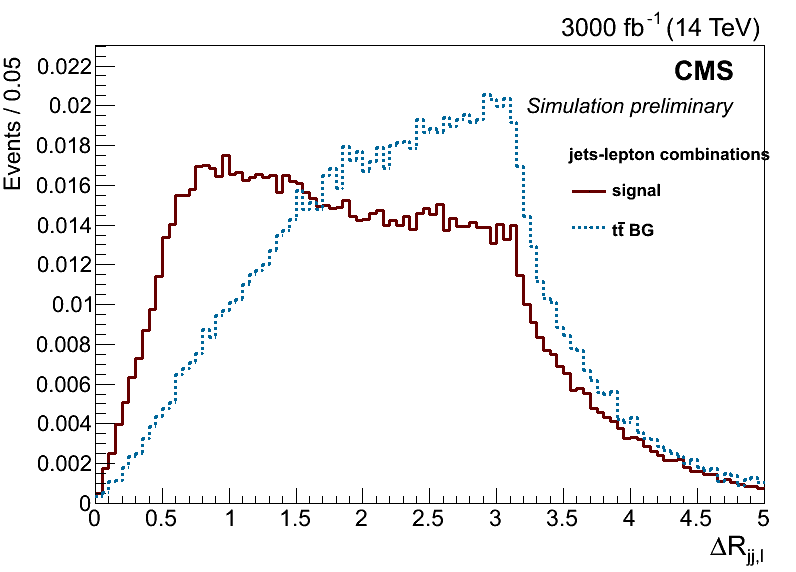 3000 fb⁻¹ (14 TeV)
CMS
Simulation preliminary
jets-lepton combinations
signal
tt̄ BG
Events / 0.05
0.022
0.02
0.018
0.016
0.014
0.012
0.01
0.008
0.006
0.004
0.002
0
0 0.5 1 1.5 2 2.5 3 3.5 4 4.5 5
ΔR_jj,l